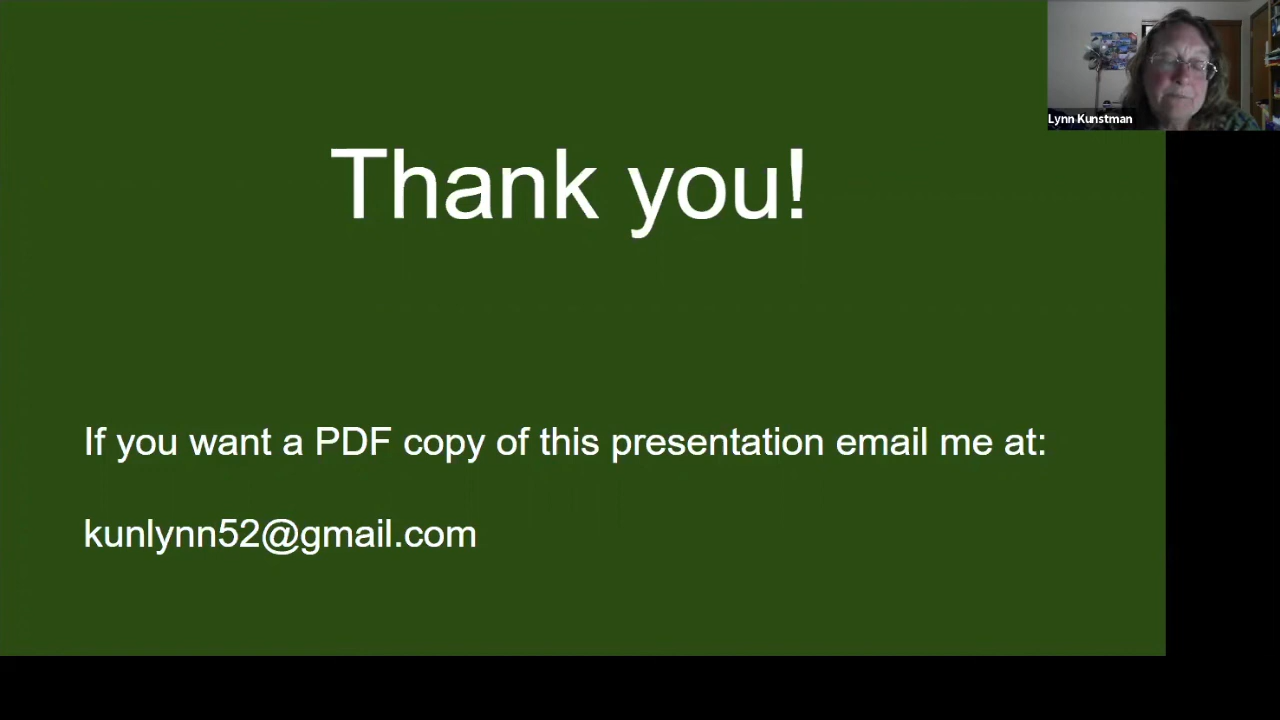 Lynn Kunstman
Thank you!
If you want a PDF copy of this presentation email me at:
kunlynn52@gmail.com